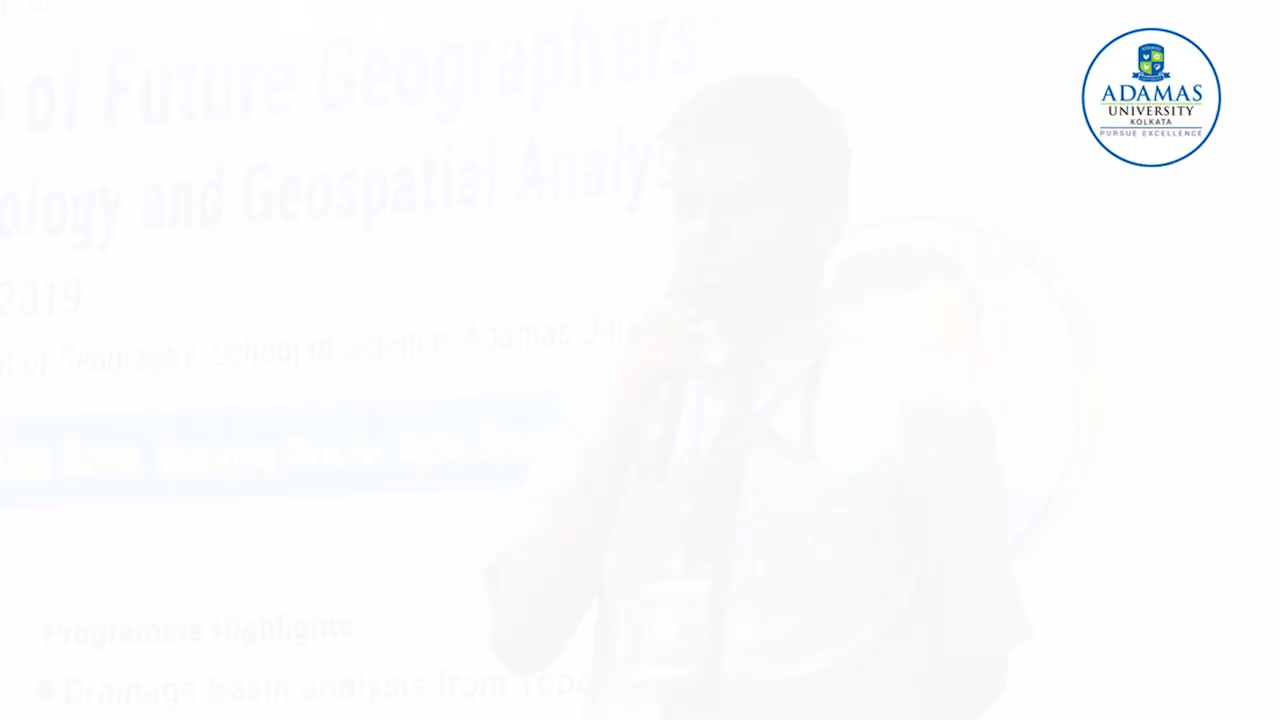 of Future Geographers
ology and Geospatial Analys
2019
of Geography, School of Science, Adamas Uni
Programme Highlights
Drainage basin analysis from Topo
ADAMAS
UNIVERSITY
KOLKATA
PURSUE EXCELLENCE